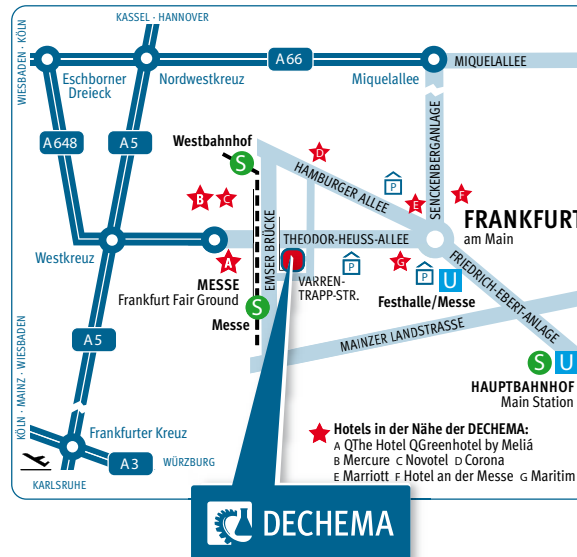 KASSEL · HANNOVER
WIESBADEN · KÖLN
A66
MIQUELALLEE
Eschborner
Dreieck
Nordwestkreuz
Miquelallee
A648
A5
Westbahnhof
S
D
P
HAMBURGER ALLEE
SENCKENBERGANLAGE
B
C
E
F
FRANKFURT
am Main
EMSER BRÜCKE
THEODOR-HEUSS-ALLEE
Westkreuz
A
G
P
P
U
MESSE
Frankfurt Fair Ground
VARREN-
TRAPP-STR.
Festhalle/Messe
FRIEDRICH-EBERT-ANLAGE
S
Messe
MAINZER LANDSTRASSE
A5
S U
HAUPTBAHNHOF
Main Station
KÖLN · MAINZ · WIESBADEN
Frankfurter Kreuz
A3
WÜRZBURG
KARLSRUHE
Hotels in der Nähe der DECHEMA:
A QThe Hotel QGreenhotel by Meliá
B Mercure C Novotel D Corona
E Marriott F Hotel an der Messe G Maritim
DECHEMA